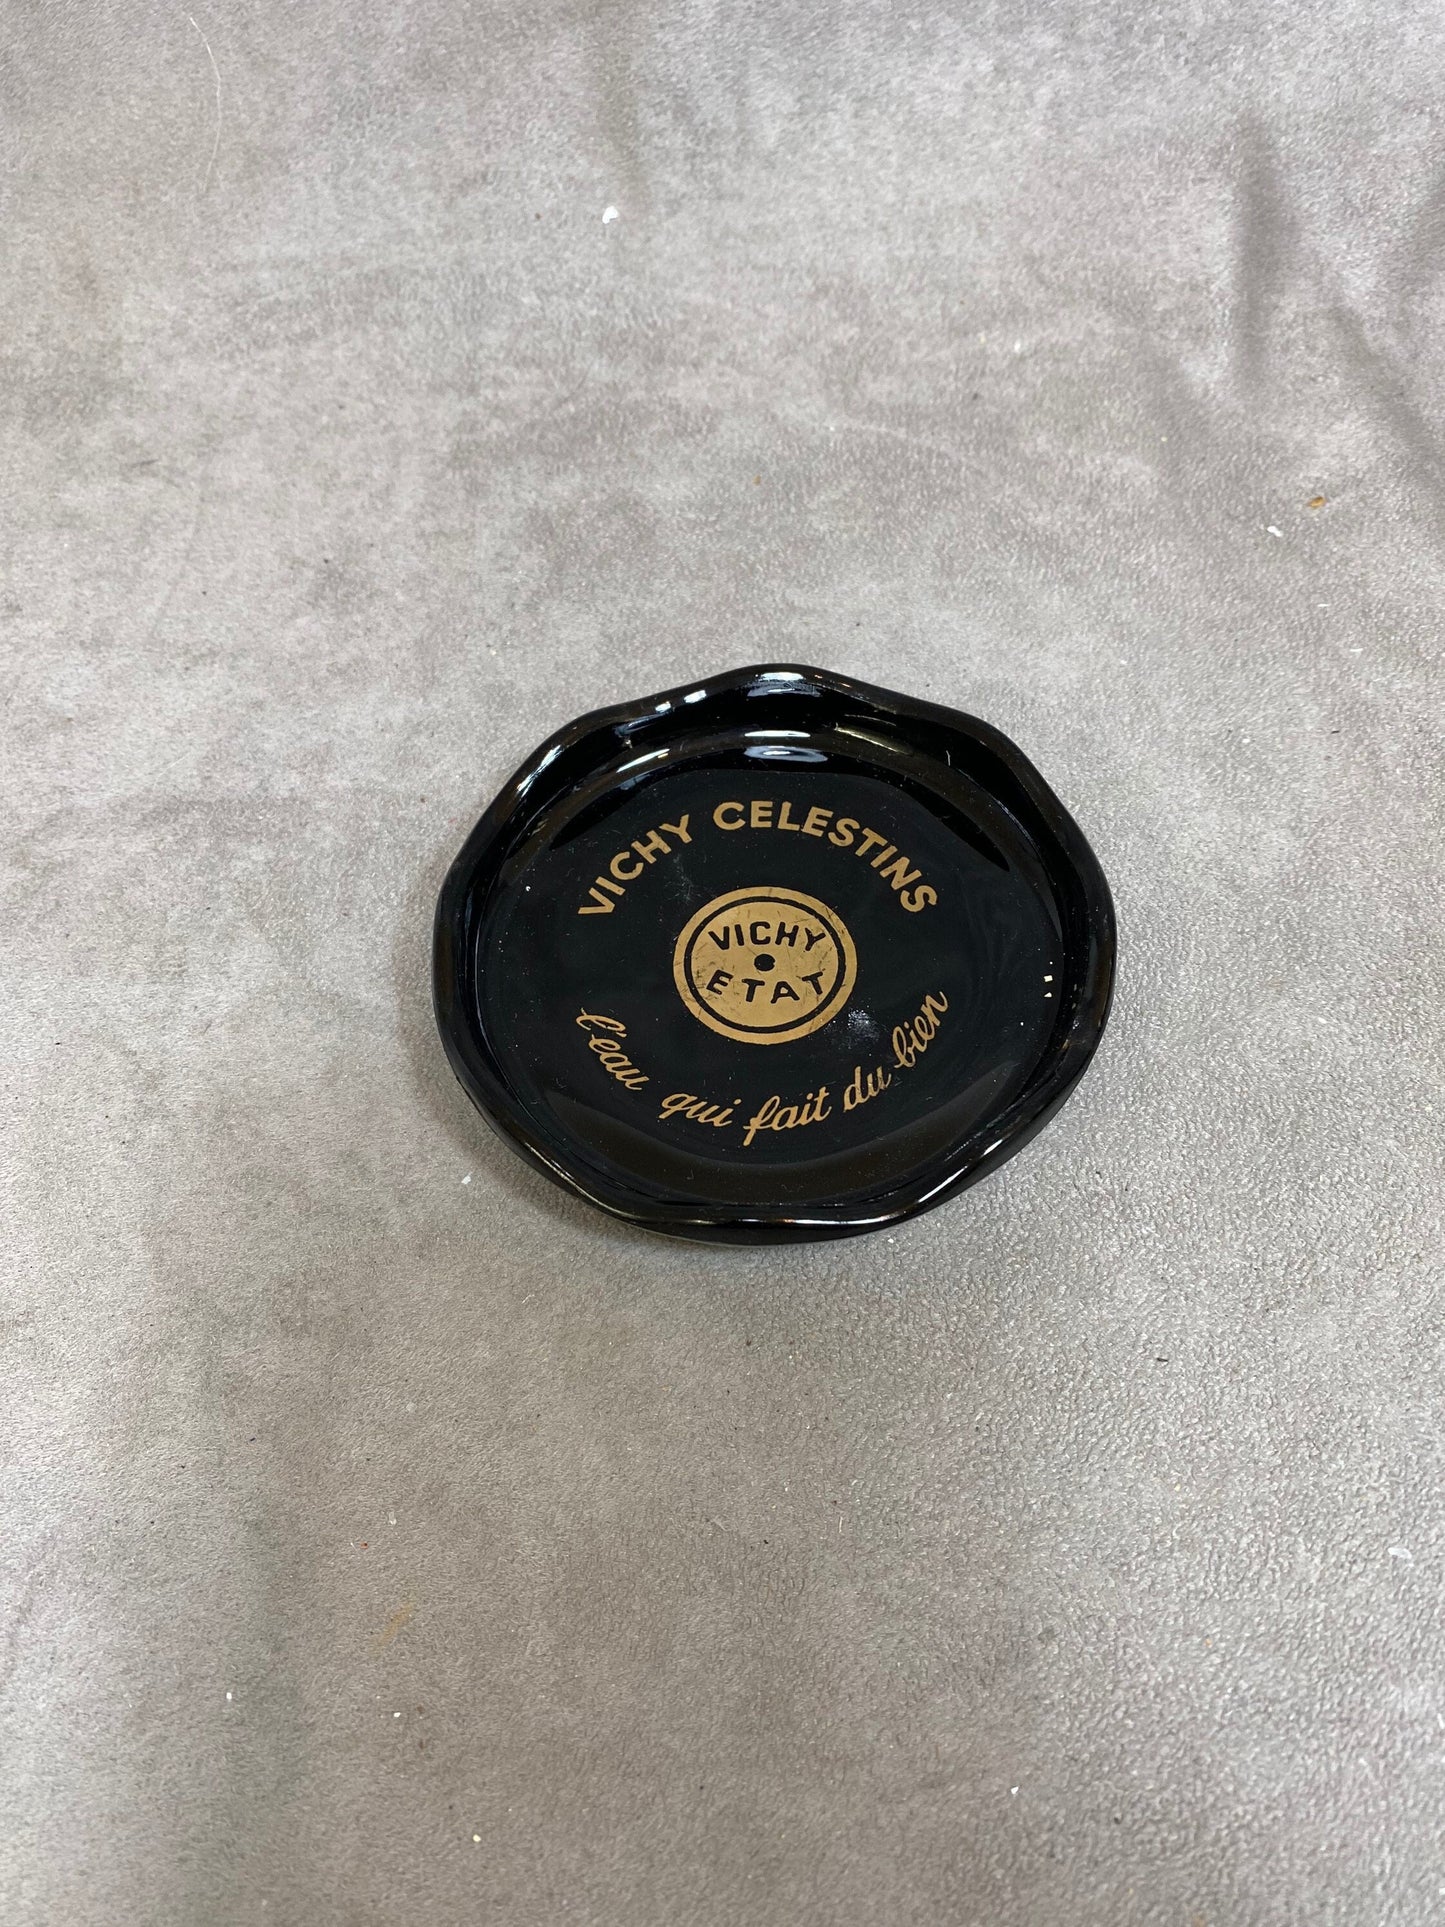 VICHY CELESTINS
VICHY
ETAT
l'eau qui fait du bien